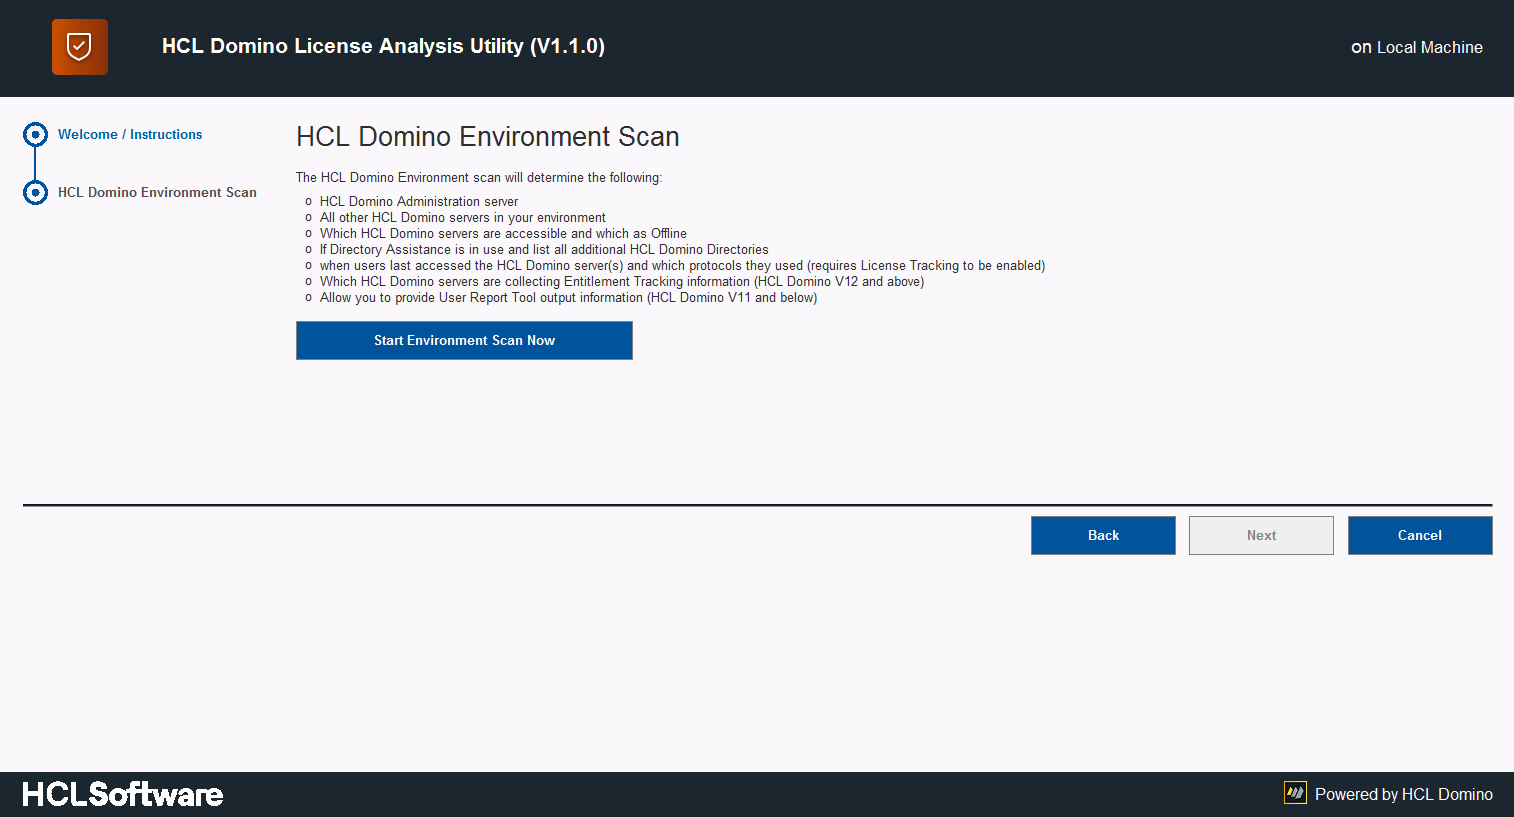 HCL Domino License Analysis Utility (V1.1.0)
on Local Machine
Welcome / Instructions
HCL Domino Environment Scan
HCL Domino Environment Scan
The HCL Domino Environment scan will determine the following:
o HCL Domino Administration server
o All other HCL Domino servers in your environment
o Which HCL Domino servers are accessible and which as Offline
o If Directory Assistance is in use and list all additional HCL Domino Directories
o when users last accessed the HCL Domino server(s) and which protocols they used (requires License Tracking to be enabled)
o Which HCL Domino servers are collecting Entitlement Tracking information (HCL Domino V12 and above)
o Allow you to provide User Report Tool output information (HCL Domino V11 and below)
Start Environment Scan Now
Back
Next
Cancel
HCLSoftware
Powered by HCL Domino